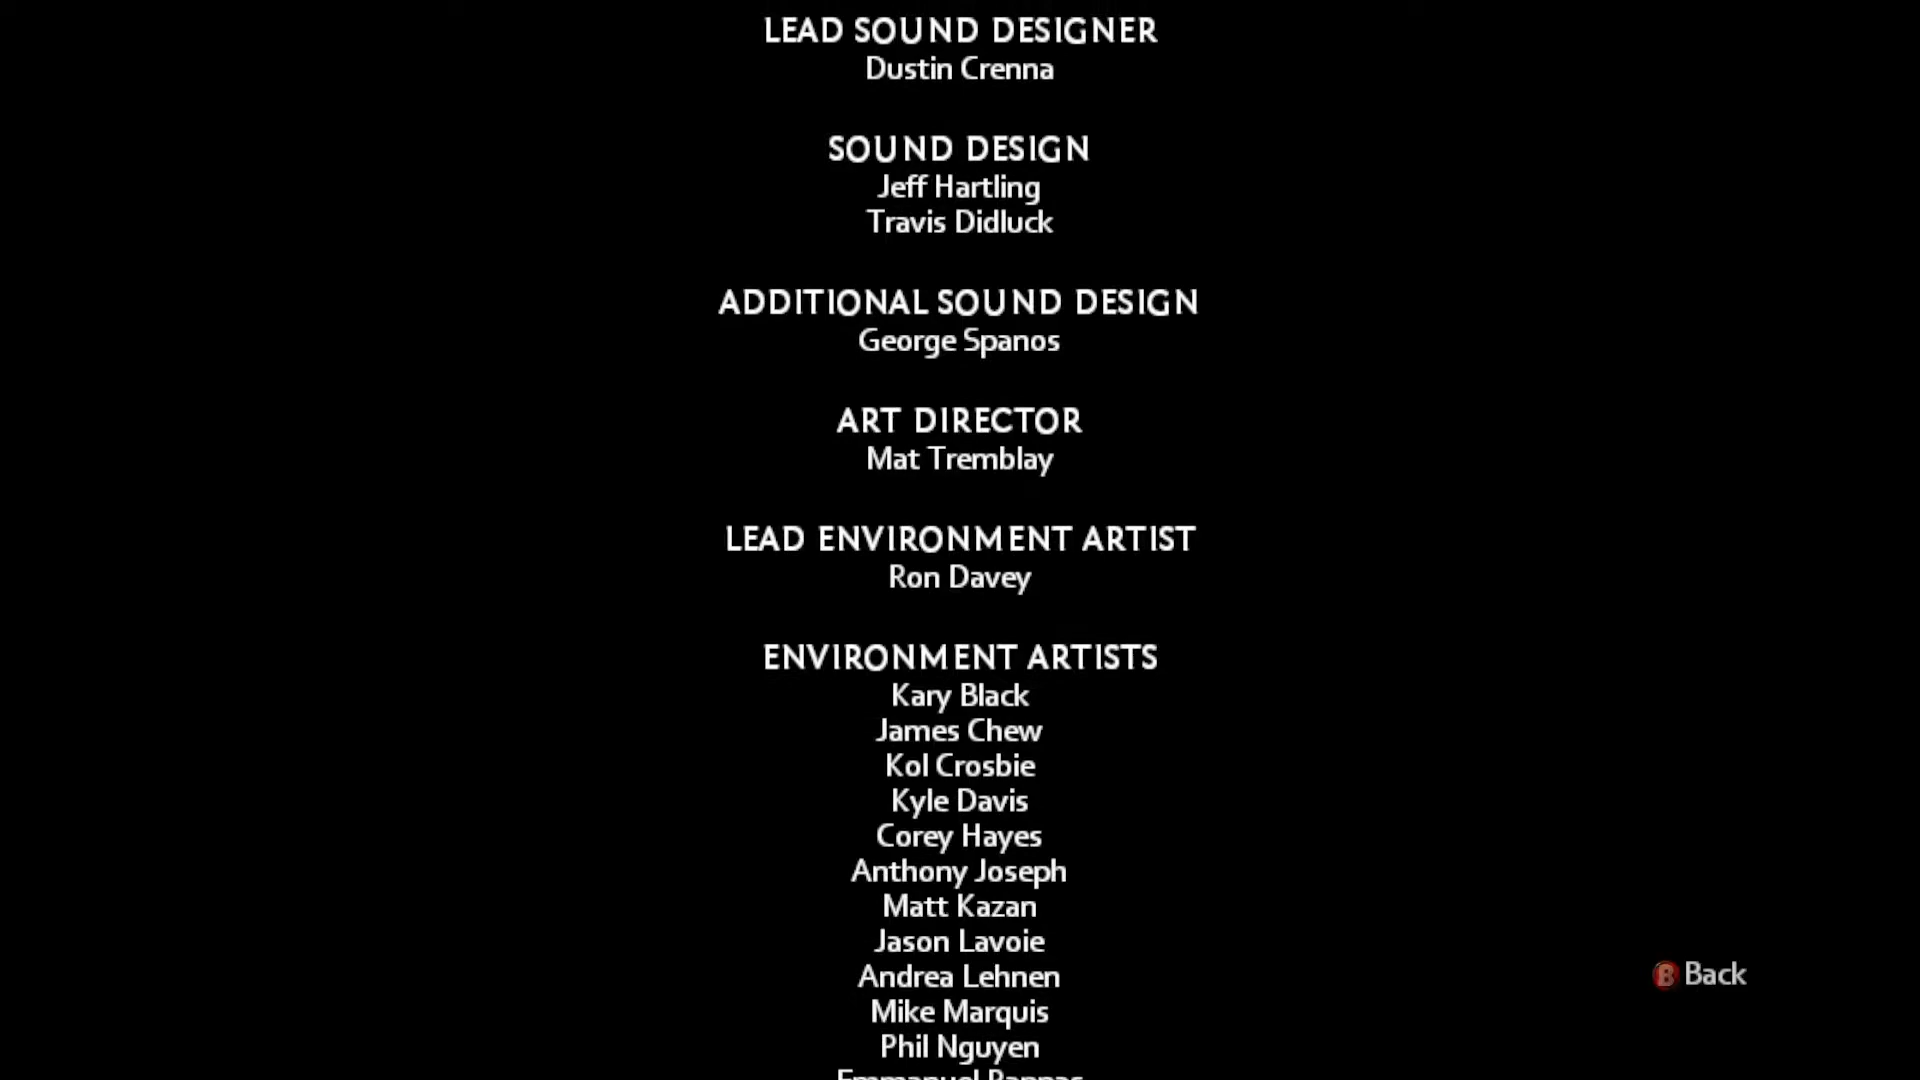 LEAD SOUND DESIGNER
Dustin Crenna
SOUND DESIGN
Jeff Hartling
Travis Didluck
ADDITIONAL SOUND DESIGN
George Spanos
ART DIRECTOR
Mat Tremblay
LEAD ENVIRONMENT ARTIST
Ron Davey
ENVIRONMENT ARTISTS
Kary Black
James Chew
Kol Crosbie
Kyle Davis
Corey Hayes
Anthony Joseph
Matt Kazan
Jason Lavoie
Andrea Lehnen
B Back
Mike Marquis
Phil Nguyen
Emmanuel